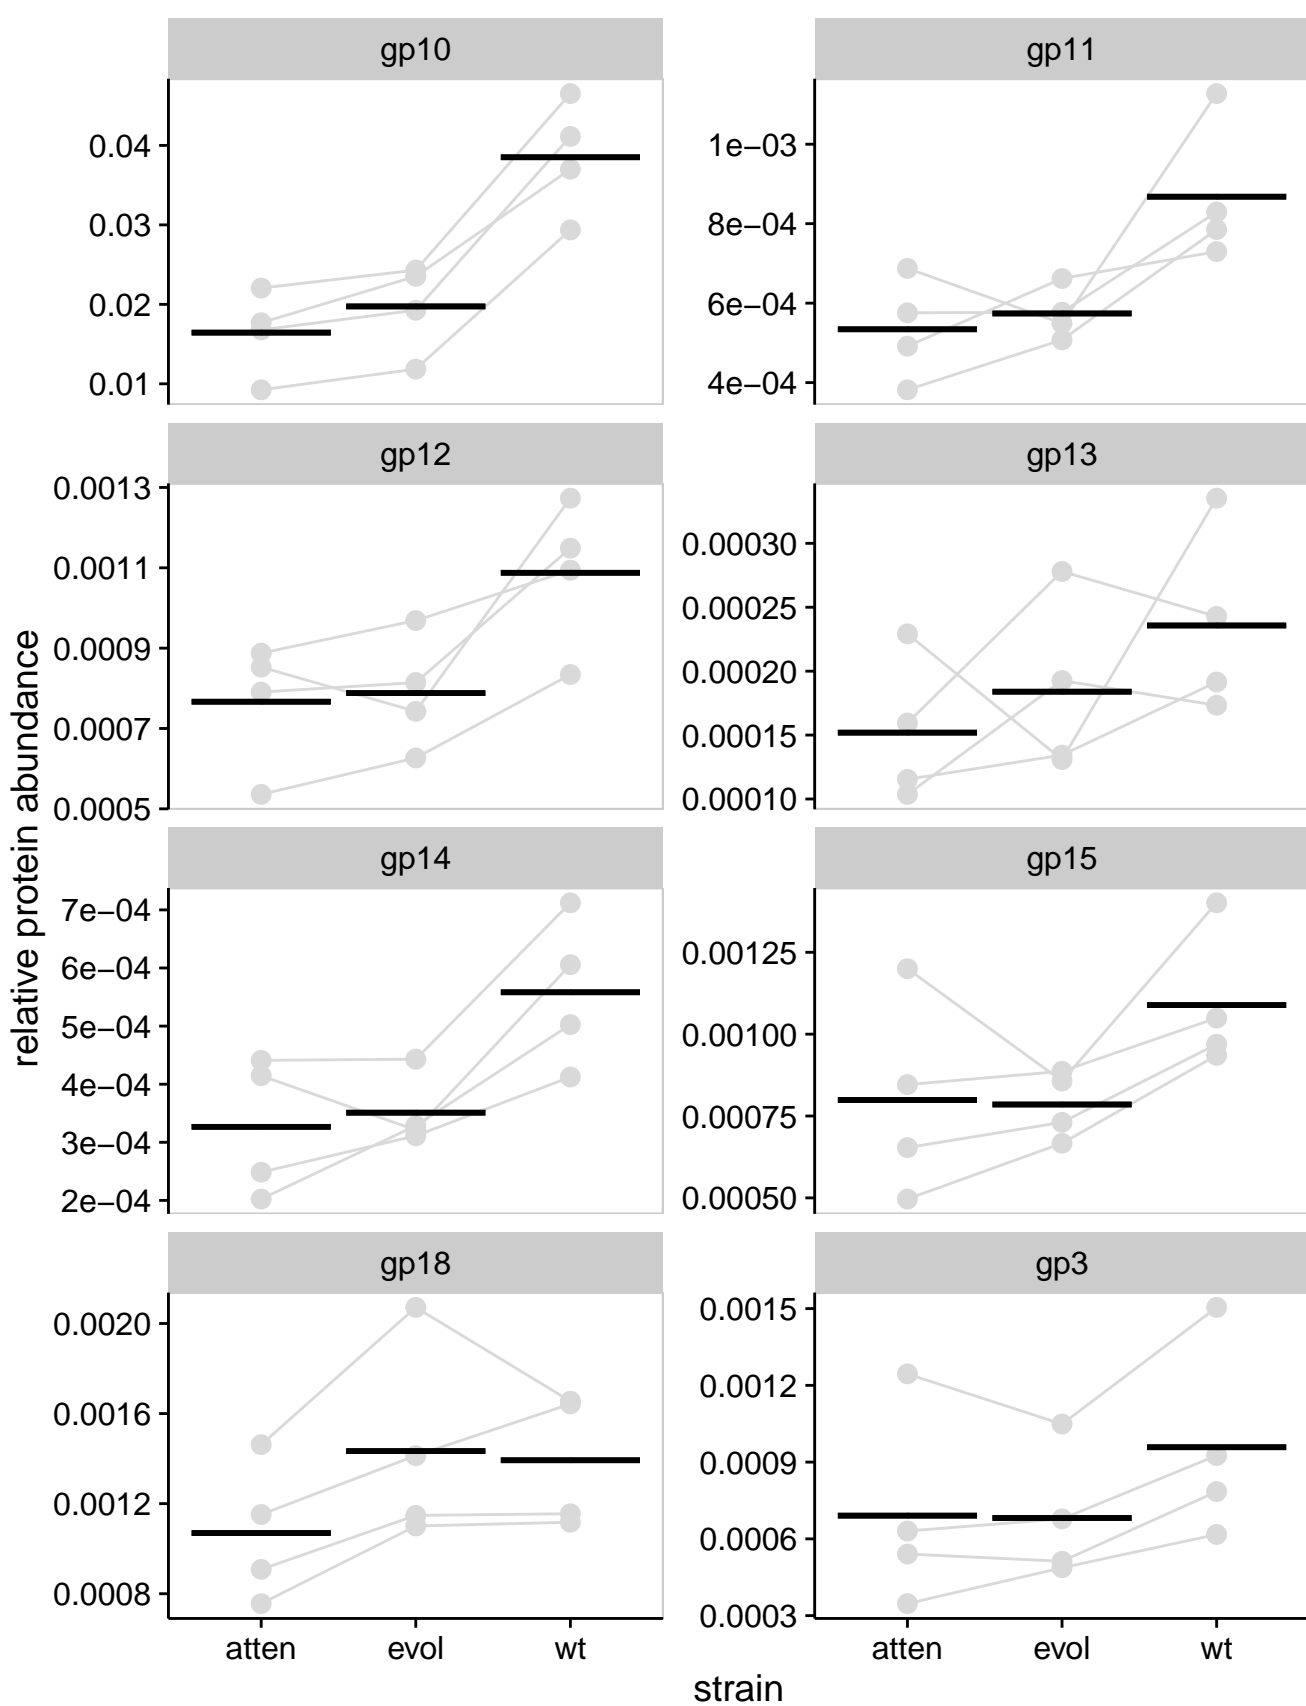 gp10
gp11
0.04
0.03
0.02
0.01
1e−03
8e−04
6e−04
4e−04
gp12
gp13
0.0013
0.0011
0.0009
0.0007
0.0005
0.00030
0.00025
0.00020
0.00015
0.00010
gp14
gp15
7e−04
6e−04
5e−04
4e−04
3e−04
2e−04
0.00125
0.00100
0.00075
0.00050
gp18
gp3
0.0020
0.0016
0.0012
0.0008
0.0015
0.0012
0.0009
0.0006
0.0003
atten evol wt
atten evol wt
strain
relative protein abundance